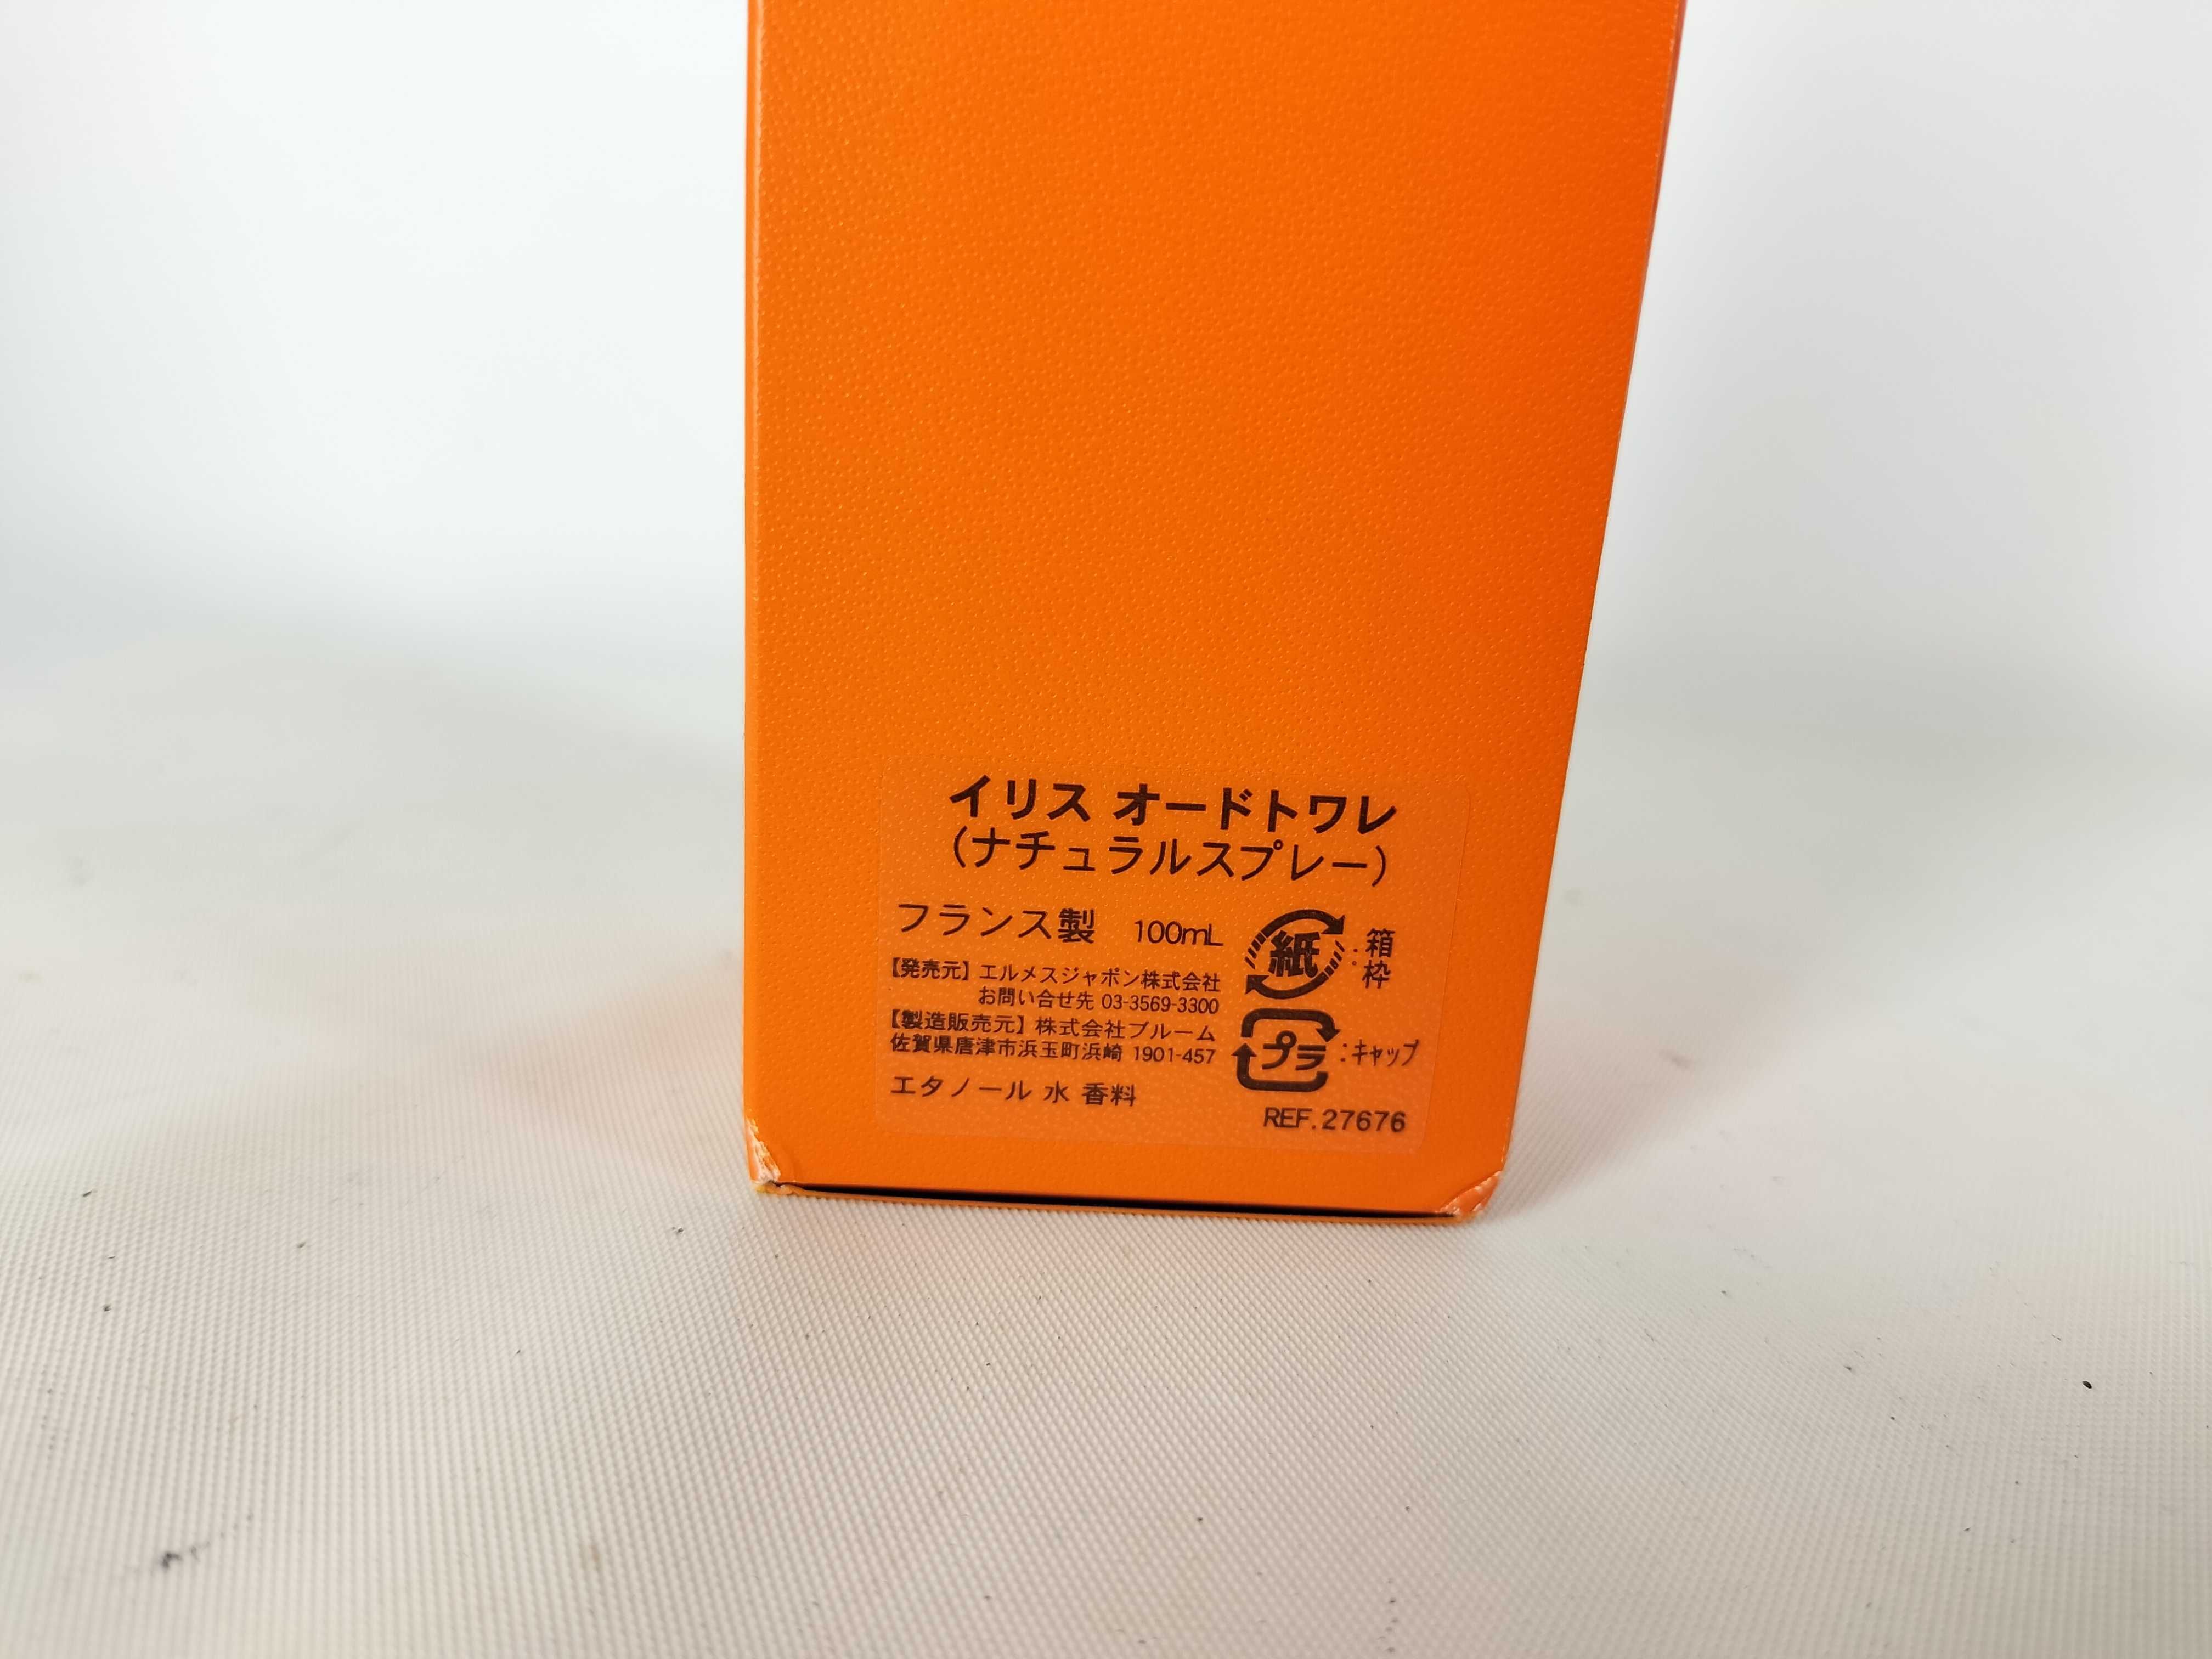 イリス オードトワレ
(ナチュラルスプレー)
フランス製 100mL
【発売元】エルメスジャポン株式会社
お問い合せ先 03-3569-3300
【製造販売元】株式会社ブルーム
佐賀県唐津市浜玉町浜崎 1901-457
エタノール 水 香料
紙:箱
枠
プラ:キャップ
REF.27676